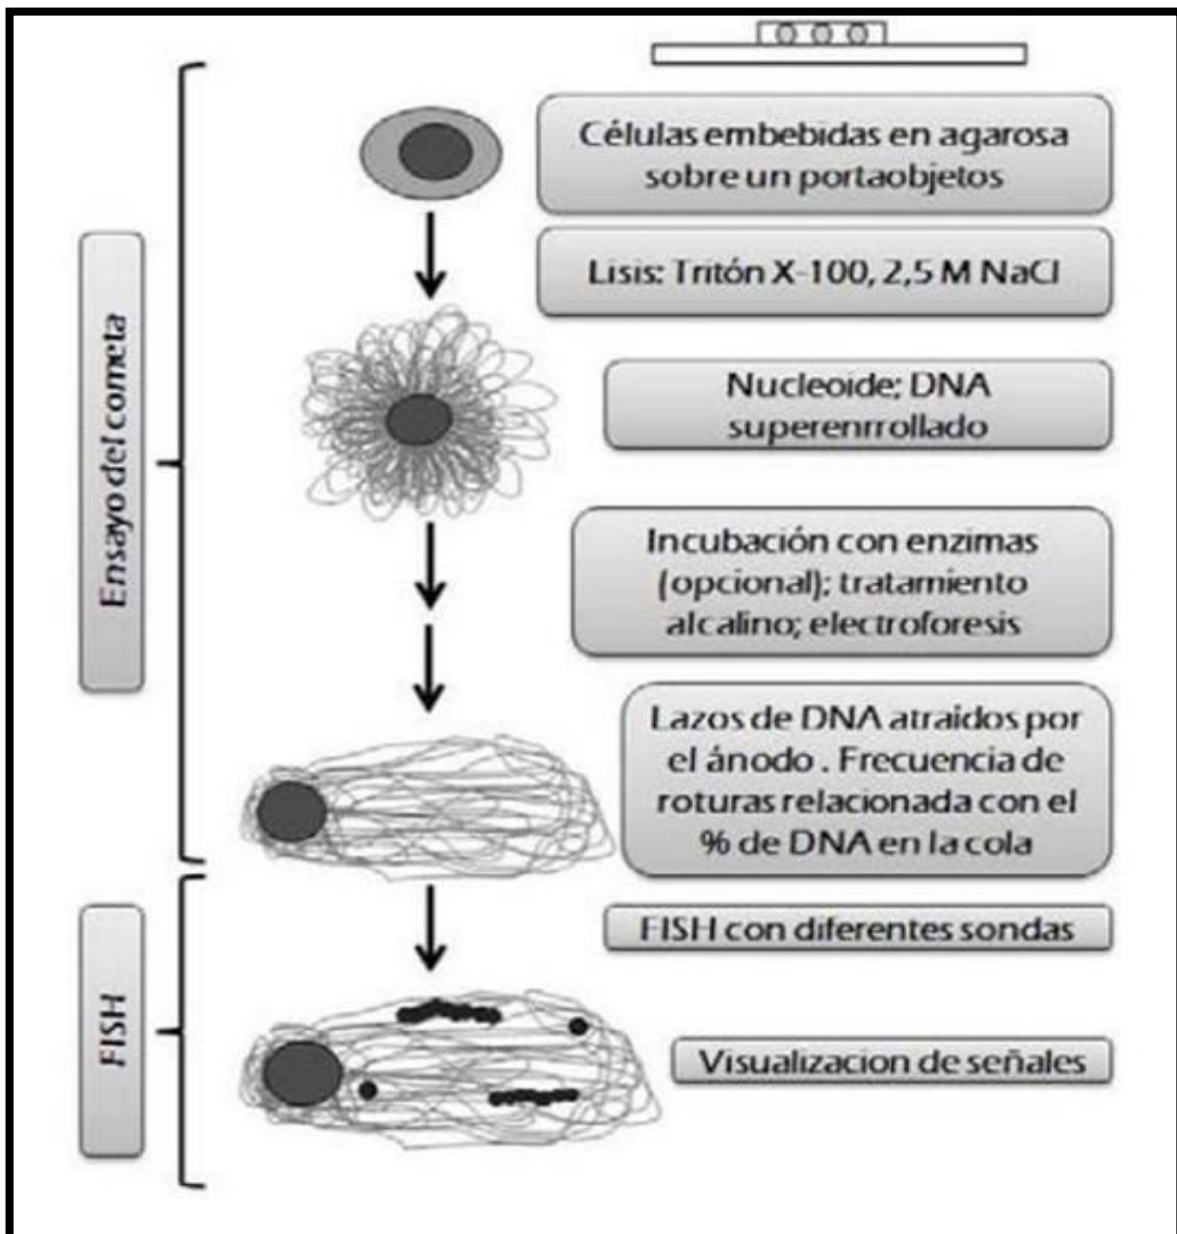 Células embebidas en agarosa
sobre un portaobjetos
Lisis: Tritón X-100, 2,5 M NaCl
Ensayo del cometa
Nucleoide; DNA
superenrrollado
Incubación con enzimas
(opcional); tratamiento
alcalino; electroforesis
Lazos de DNA atraídos por
el ánodo . Frecuencia de
roturas relacionada con el
% de DNA en la cola
FISH
FISH con diferentes sondas
Visualizacion de señales